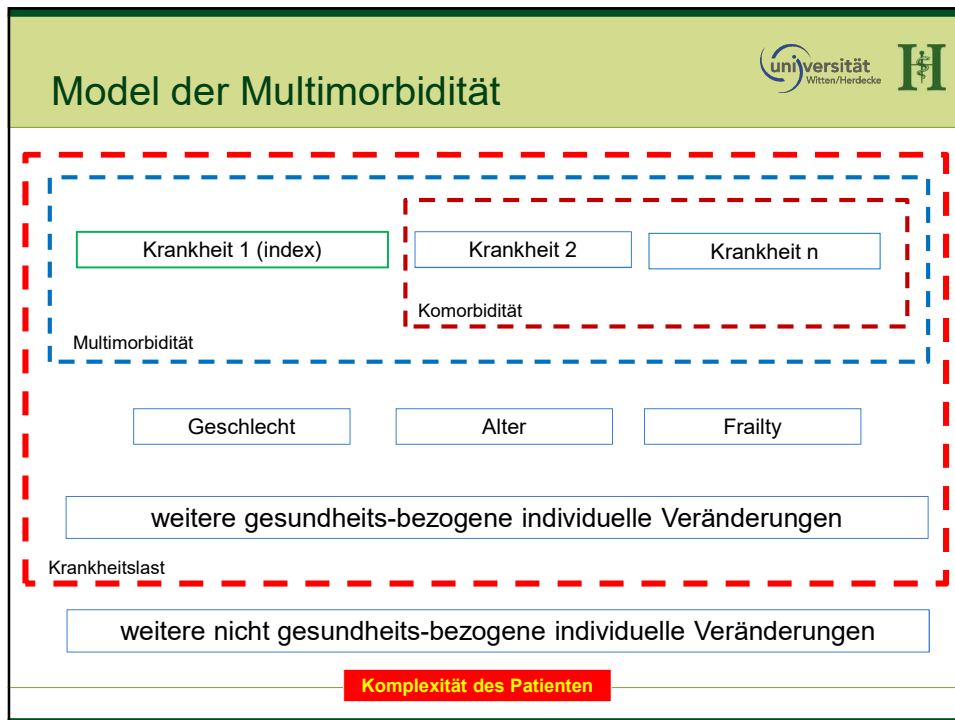 Model der Multimorbidität
universität
Witten/Herdecke
H
Krankheit 1 (index)
Krankheit 2
Krankheit n
Komorbidität
Multimorbidität
Geschlecht
Alter
Frailty
weitere gesundheits-bezogene individuelle Veränderungen
Krankheitslast
weitere nicht gesundheits-bezogene individuelle Veränderungen
Komplexität des Patienten